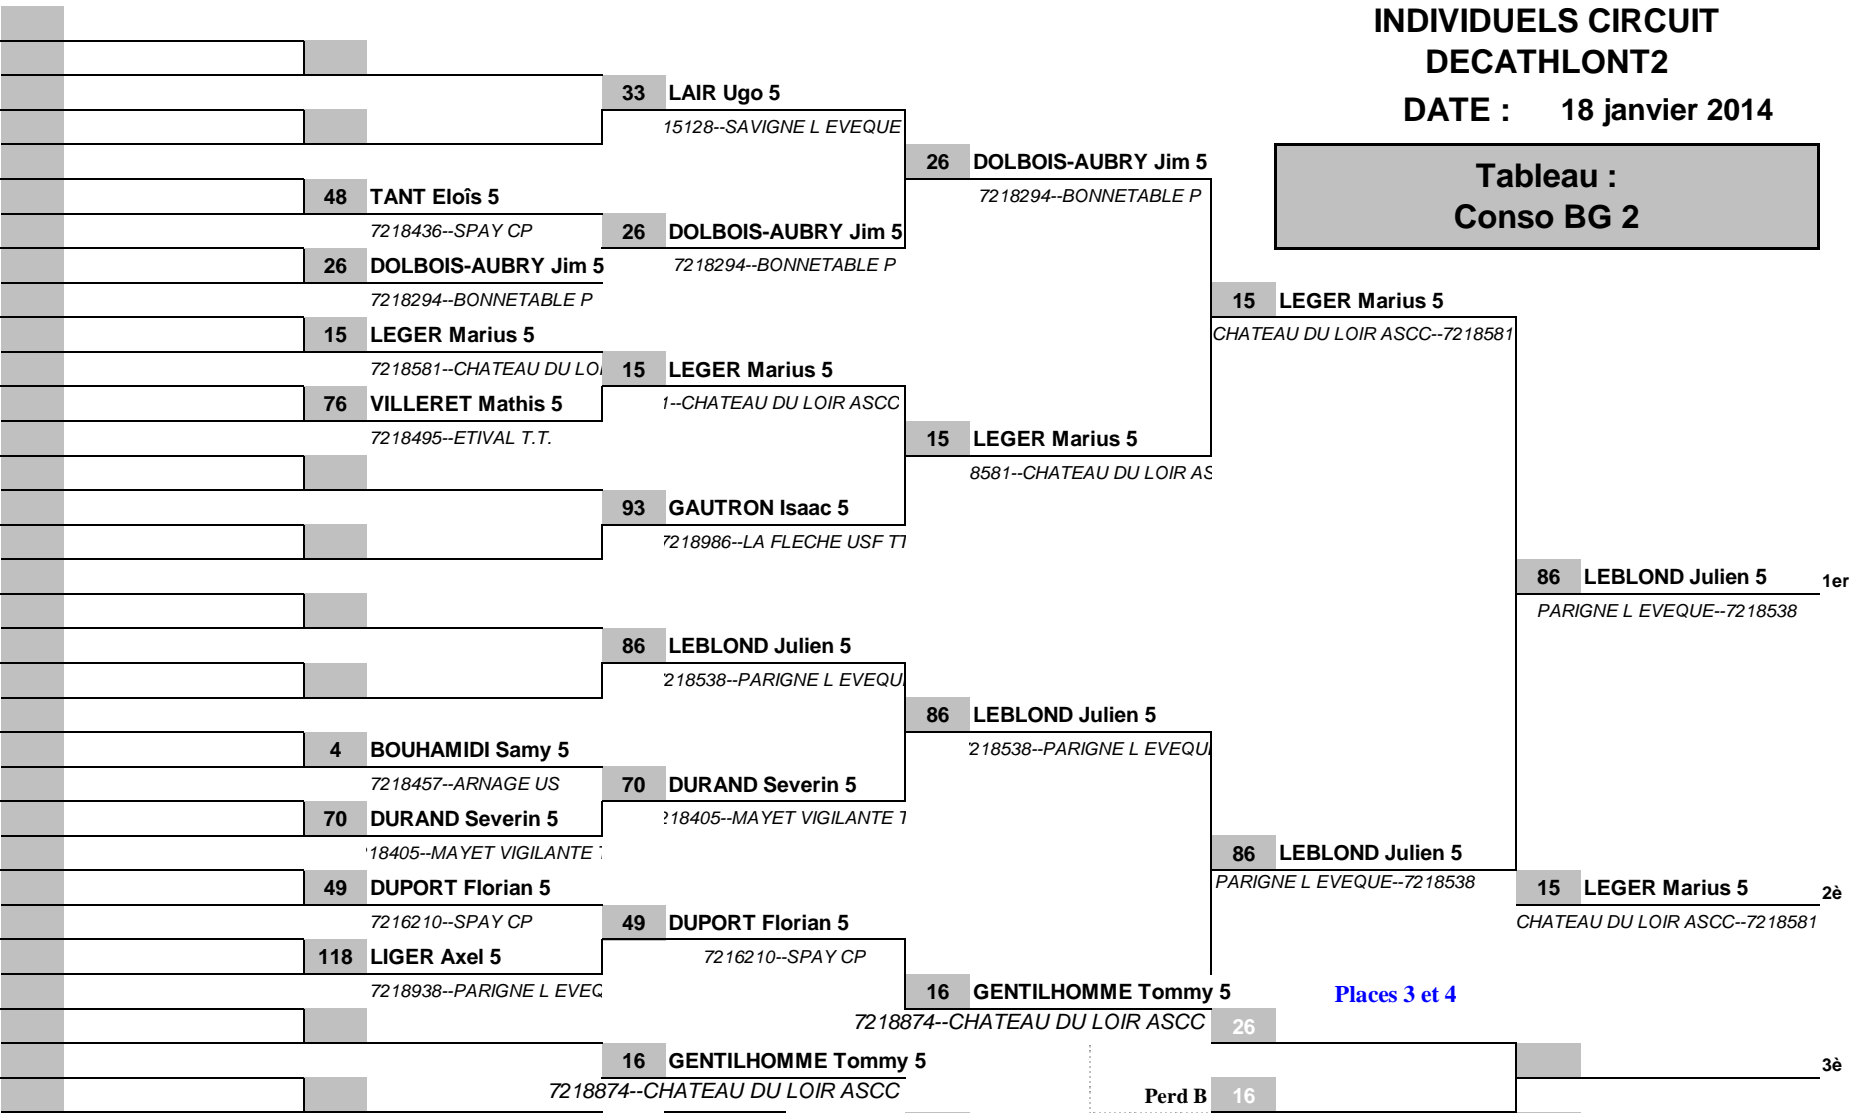 INDIVIDUELS CIRCUIT
DECATHLONT2
DATE : 18 janvier 2014
Tableau :
Conso BG 2
33 LAIR Ugo 5
15128--SAVIGNE L EVEQUE
26 DOLBOIS-AUBRY Jim 5
7218294--BONNETABLE P
48 TANT Eloîs 5
7218436--SPAY CP
26 DOLBOIS-AUBRY Jim 5
7218294--BONNETABLE P
26 DOLBOIS-AUBRY Jim 5
7218294--BONNETABLE P
15 LEGER Marius 5
CHATEAU DU LOIR ASCC--7218581
15 LEGER Marius 5
7218581--CHATEAU DU LOI
15 LEGER Marius 5
1--CHATEAU DU LOIR ASCC
76 VILLERET Mathis 5
7218495--ETIVAL T.T.
15 LEGER Marius 5
8581--CHATEAU DU LOIR AS
93 GAUTRON Isaac 5
7218986--LA FLECHE USF TT
86 LEBLOND Julien 5 1er
PARIGNE L EVEQUE--7218538
86 LEBLOND Julien 5
7218538--PARIGNE L EVEQU
86 LEBLOND Julien 5
7218538--PARIGNE L EVEQU
4 BOUHAMIDI Samy 5
7218457--ARNAGE US
70 DURAND Severin 5
218405--MAYET VIGILANTE T
70 DURAND Severin 5
18405--MAYET VIGILANTE T
86 LEBLOND Julien 5
PARIGNE L EVEQUE--7218538
49 DUPORT Florian 5
7216210--SPAY CP
15 LEGER Marius 5 2è
CHATEAU DU LOIR ASCC--7218581
49 DUPORT Florian 5
7216210--SPAY CP
118 LIGER Axel 5
7218938--PARIGNE L EVEQ
16 GENTILHOMME Tommy 5
7218874--CHATEAU DU LOIR ASCC
Places 3 et 4
26
16 GENTILHOMME Tommy 5
7218874--CHATEAU DU LOIR ASCC
3è
Perd B 16